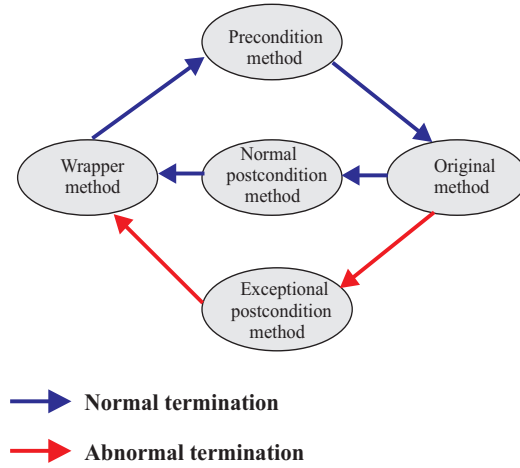 Precondition
method
Wrapper
method
Normal
postcondition
method
Original
method
Exceptional
postcondition
method
Normal termination
Abnormal termination